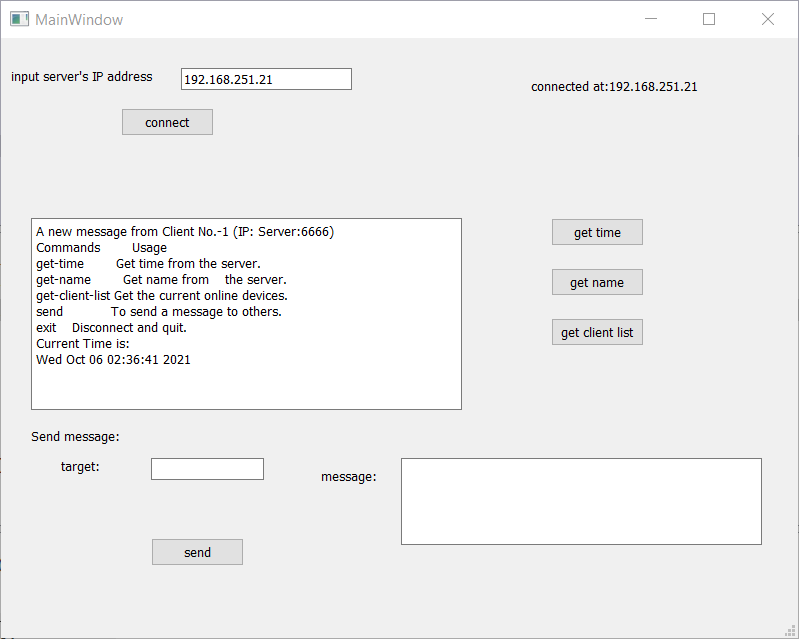 MainWindow
input server's IP address
192.168.251.21
connected at:192.168.251.21
connect
A new message from Client No.-1 (IP: Server:6666)
Commands Usage
get-time Get time from the server.
get-name Get name from the server.
get-client-list Get the current online devices.
send To send a message to others.
exit Disconnect and quit.
Current Time is:
Wed Oct 06 02:36:41 2021
get time
get name
get client list
Send message:
target:
message:
send